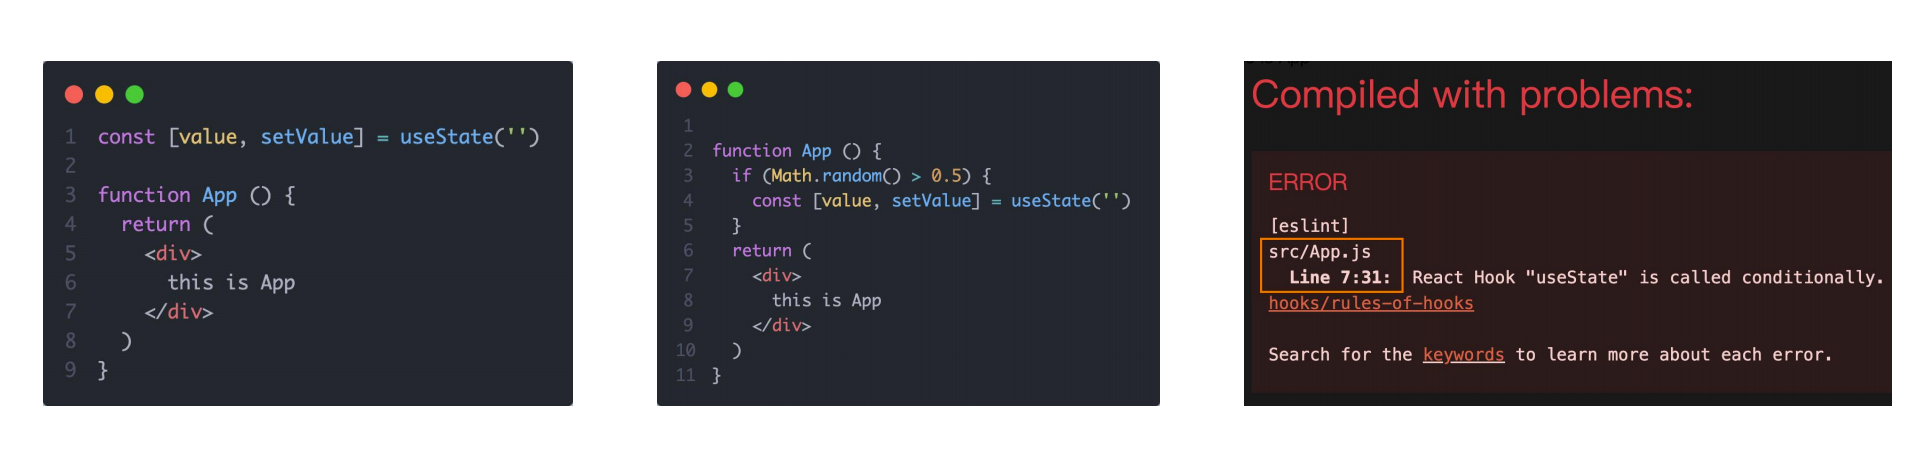 1 const [value, setValue] = useState('')
2
3 function App () {
4   return (
5     <div>
6       this is App
7     </div>
8   )
9 }
1
2 function App () {
3   if (Math.random() > 0.5) {
4     const [value, setValue] = useState('')
5   }
6   return (
7     <div>
8       this is App
9     </div>
10   )
11 }
Compiled with problems:
ERROR
[eslint]
src/App.js
  Line 7:31:  React Hook "useState" is called conditionally.
hooks/rules-of-hooks
Search for the keywords to learn more about each error.